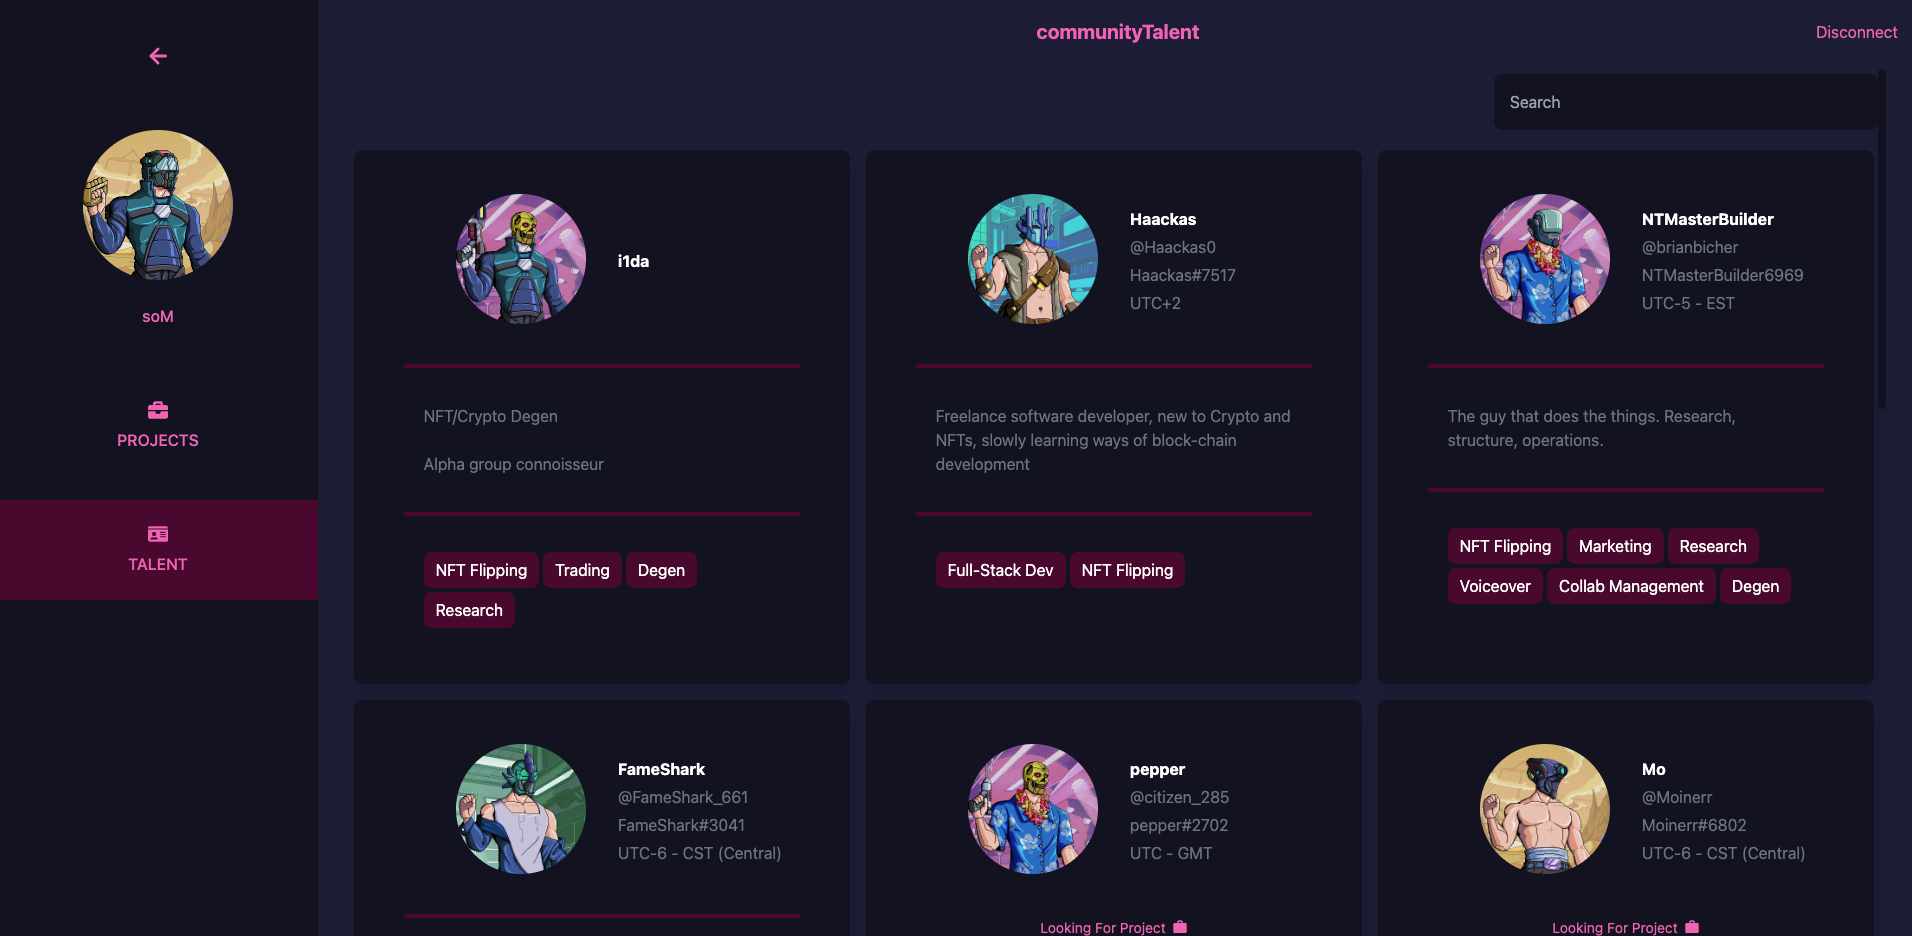 communityTalent
Disconnect
Search
soM
PROJECTS
TALENT
i1da
NFT/Crypto Degen
Alpha group connoisseur
NFT Flipping
Trading
Degen
Research
Haackas
@Haackas0
Haackas#7517
UTC+2
Freelance software developer, new to Crypto and
NFTs, slowly learning ways of block-chain
development
Full-Stack Dev
NFT Flipping
NTMasterBuilder
@brianbicher
NTMasterBuilder6969
UTC-5 - EST
The guy that does the things. Research,
structure, operations.
NFT Flipping
Marketing
Research
Voiceover
Collab Management
Degen
FameShark
@FameShark_661
FameShark#3041
UTC-6 - CST (Central)
pepper
@citizen_285
pepper#2702
UTC - GMT
Looking For Project
Mo
@Moinerr
Moinerr#6802
UTC-6 - CST (Central)
Looking For Project